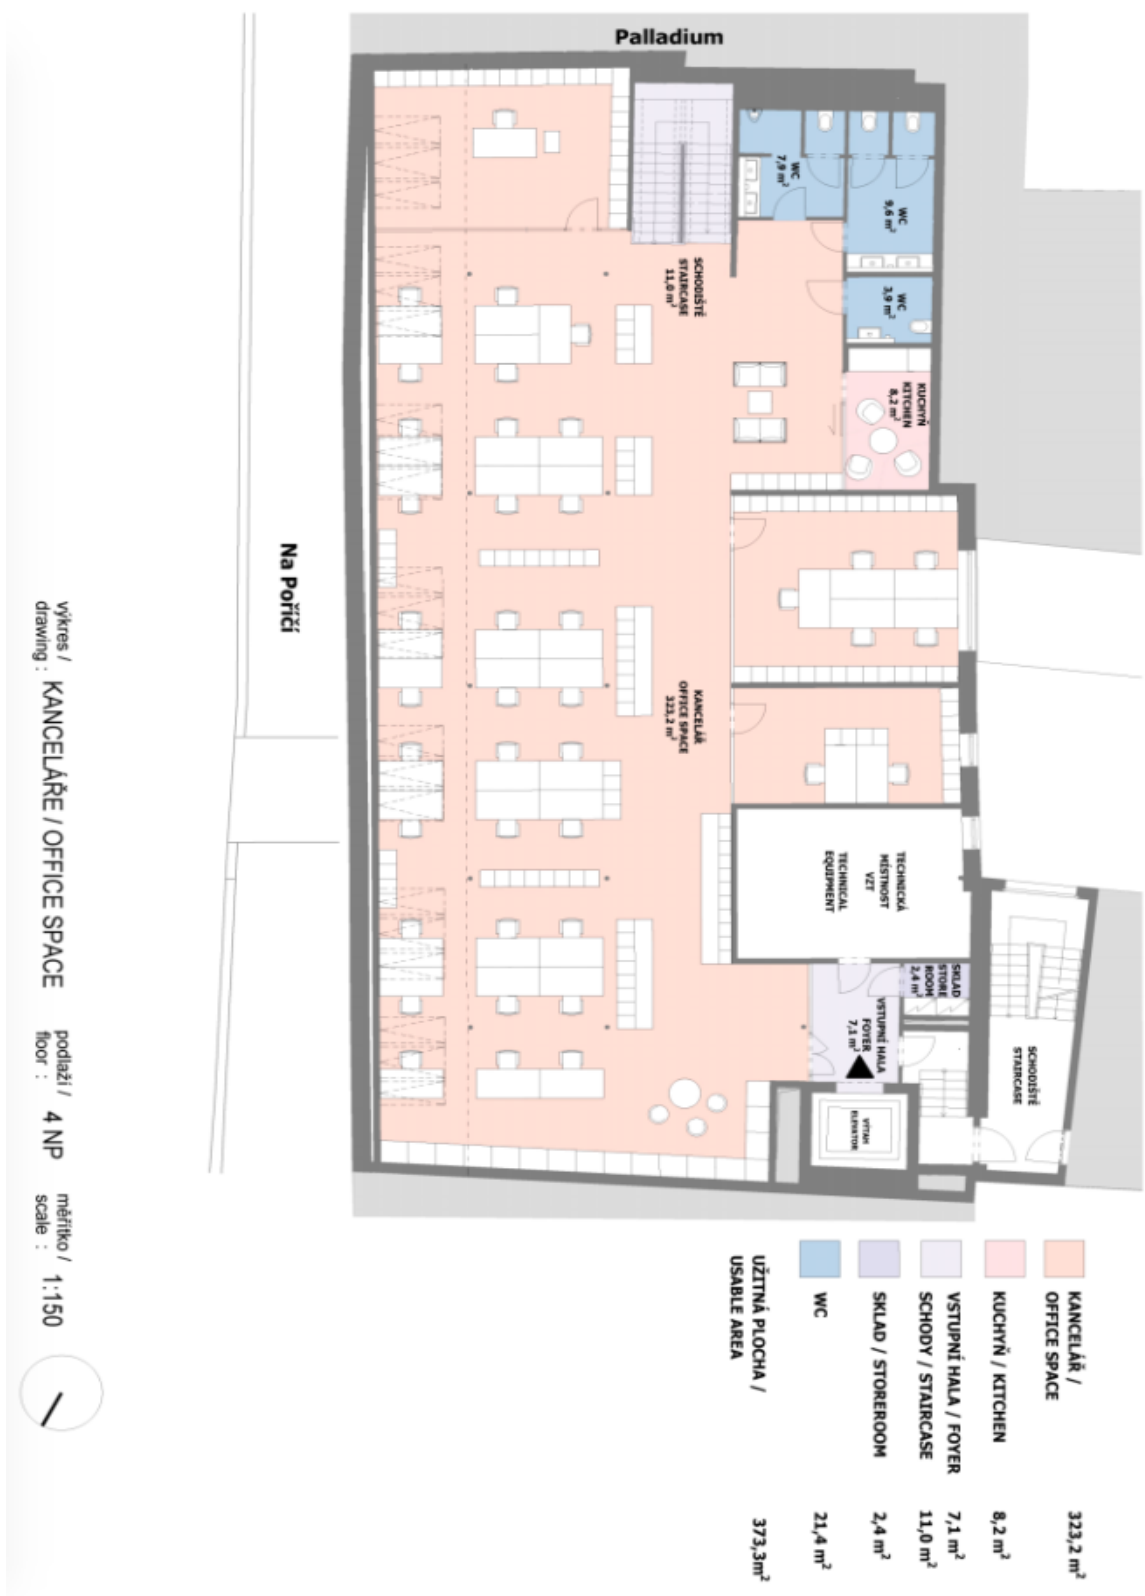 Palladium
WC
7,9 m²
WC
9,6 m²
WC
3,9 m²
SCHODIŠTĚ
STAIRCASE
11,0 m²
KUCHYŇ
KITCHEN
8,2 m²
Na Poříčí
KANCELÁŘ
OFFICE SPACE
323,2 m²
TECHNICKÁ
MÍSTNOST
VZT
TECHNICAL
EQUIPMENT
SKLAD
STORE
ROOM
2,4 m²
VSTUPNÍ HALA
FOYER
7,1 m²
SCHODIŠTĚ
STAIRCASE
VÝTAH
ELEVATOR
KANCELÁŘ /
OFFICE SPACE 323,2 m²
KUCHYŇ / KITCHEN 8,2 m²
VSTUPNÍ HALA / FOYER 7,1 m²
SCHODY / STAIRCASE 11,0 m²
SKLAD / STOREROOM 2,4 m²
WC 21,4 m²
UŽITNÁ PLOCHA /
USABLE AREA 373,3m²
výkres /
drawing : KANCELÁŘE / OFFICE SPACE
podlaží /
floor : 4 NP
měřítko /
scale : 1:150